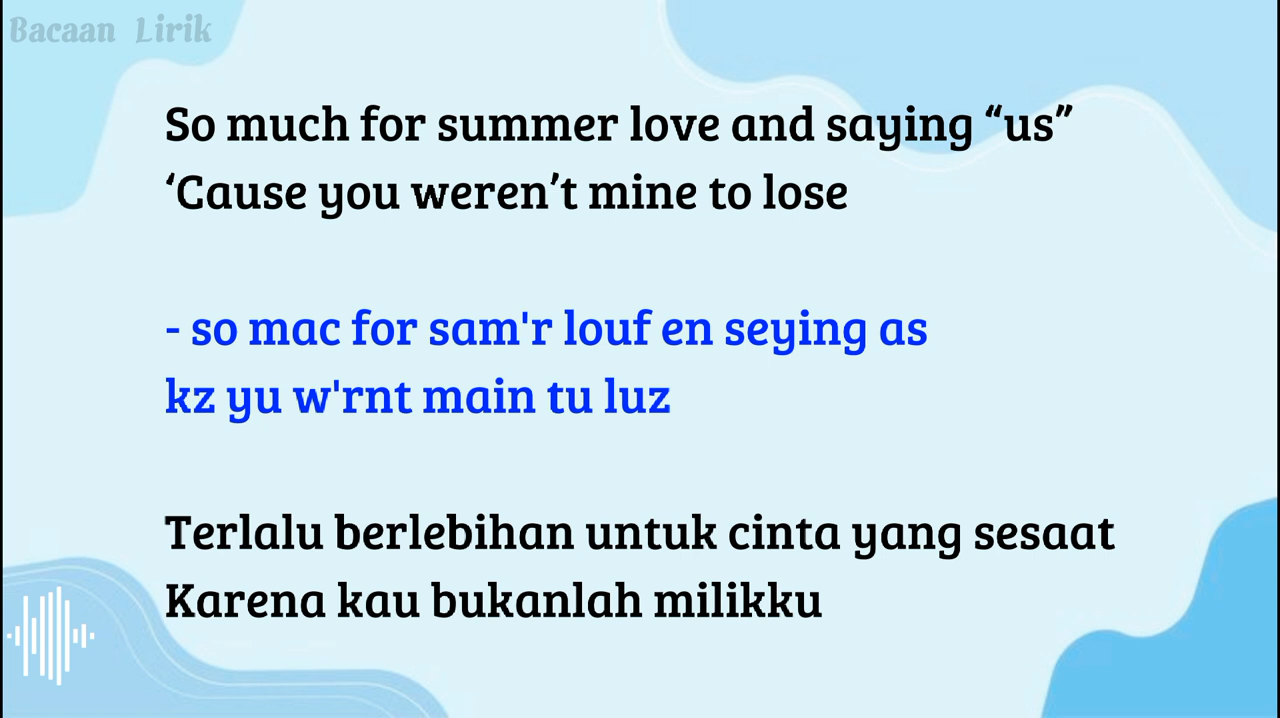 Bacaan Lirik
So much for summer love and saying “us”
‘Cause you weren’t mine to lose
- so mac for sam'r louf en seying as
kz yu w'rnt main tu luz
Terlalu berlebihan untuk cinta yang sesaat
Karena kau bukanlah milikku